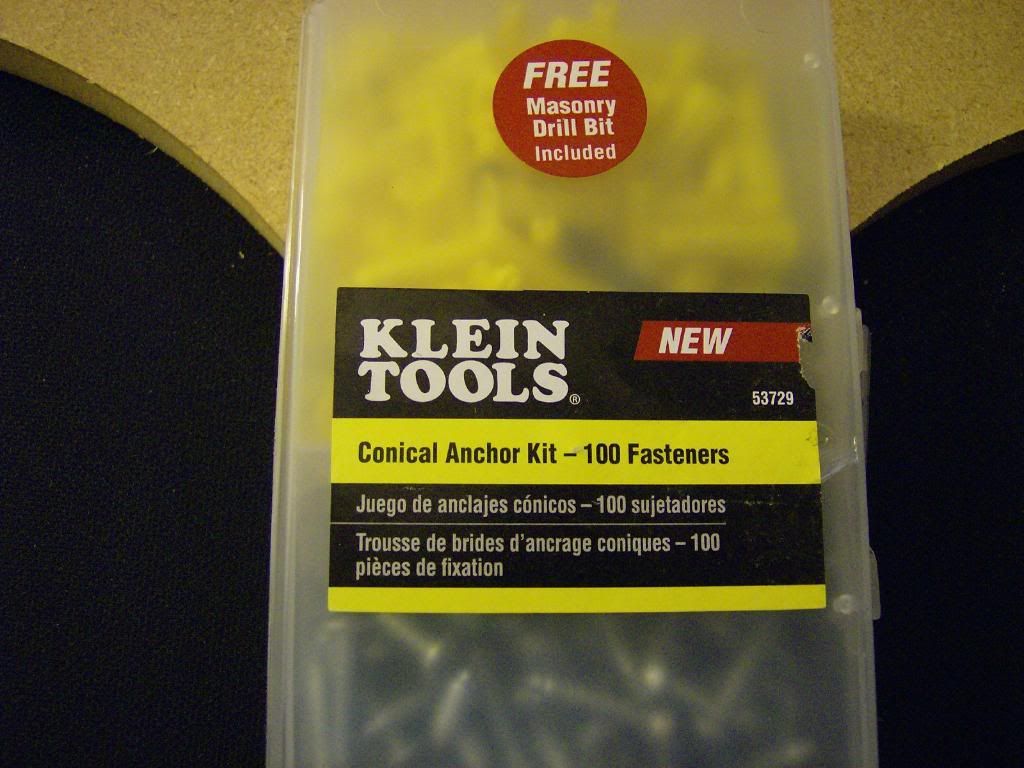 FREE
Masonry
Drill Bit
Included
KLEIN
TOOLS®
NEW
53729
Conical Anchor Kit – 100 Fasteners
Juego de anclajes cónicos – 100 sujetadores
Trousse de brides d'ancrage coniques – 100
pièces de fixation